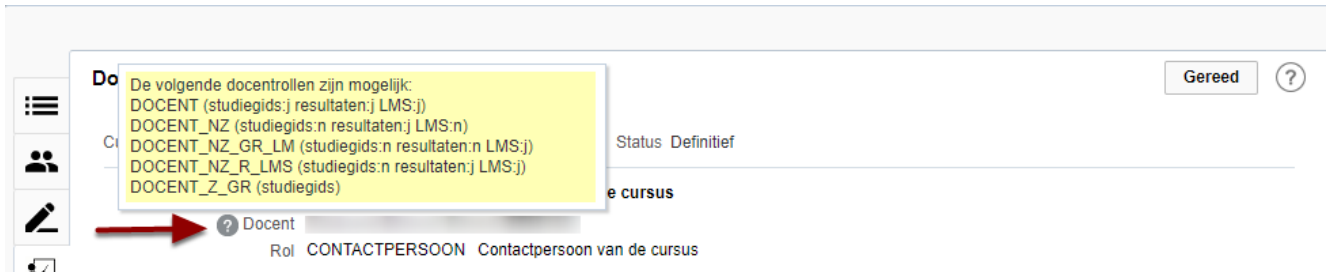 Do
Gereed
?
De volgende docentrollen zijn mogelijk:
DOCENT (studiegids:j resultaten:j LMS:j)
DOCENT_NZ (studiegids:n resultaten:j LMS:n)
DOCENT_NZ_GR_LM (studiegids:n resultaten:n LMS:j)
DOCENT_NZ_R_LMS (studiegids:n resultaten:j LMS:j)
DOCENT_Z_GR (studiegids)
Cu
Status Definitief
e cursus
? Docent
Rol CONTACTPERSOON Contactpersoon van de cursus